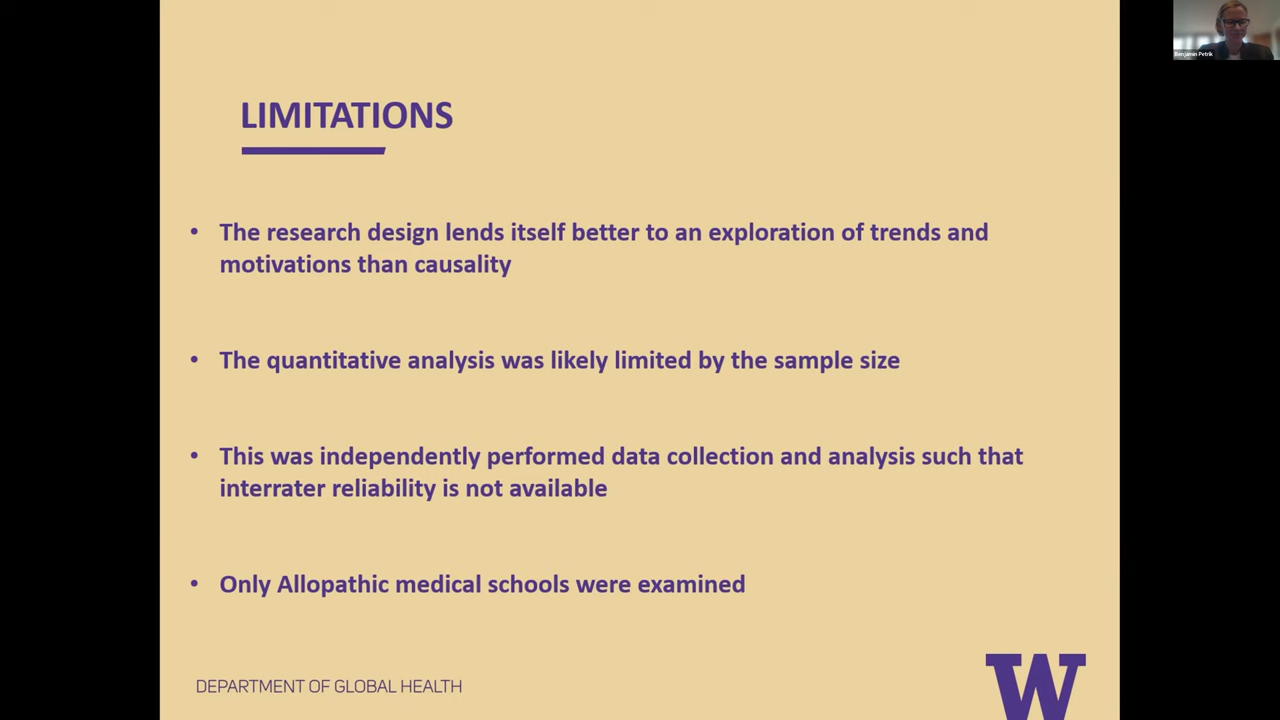 Benjamin Petrik
LIMITATIONS
• The research design lends itself better to an exploration of trends and
motivations than causality
• The quantitative analysis was likely limited by the sample size
• This was independently performed data collection and analysis such that
interrater reliability is not available
• Only Allopathic medical schools were examined
DEPARTMENT OF GLOBAL HEALTH
W